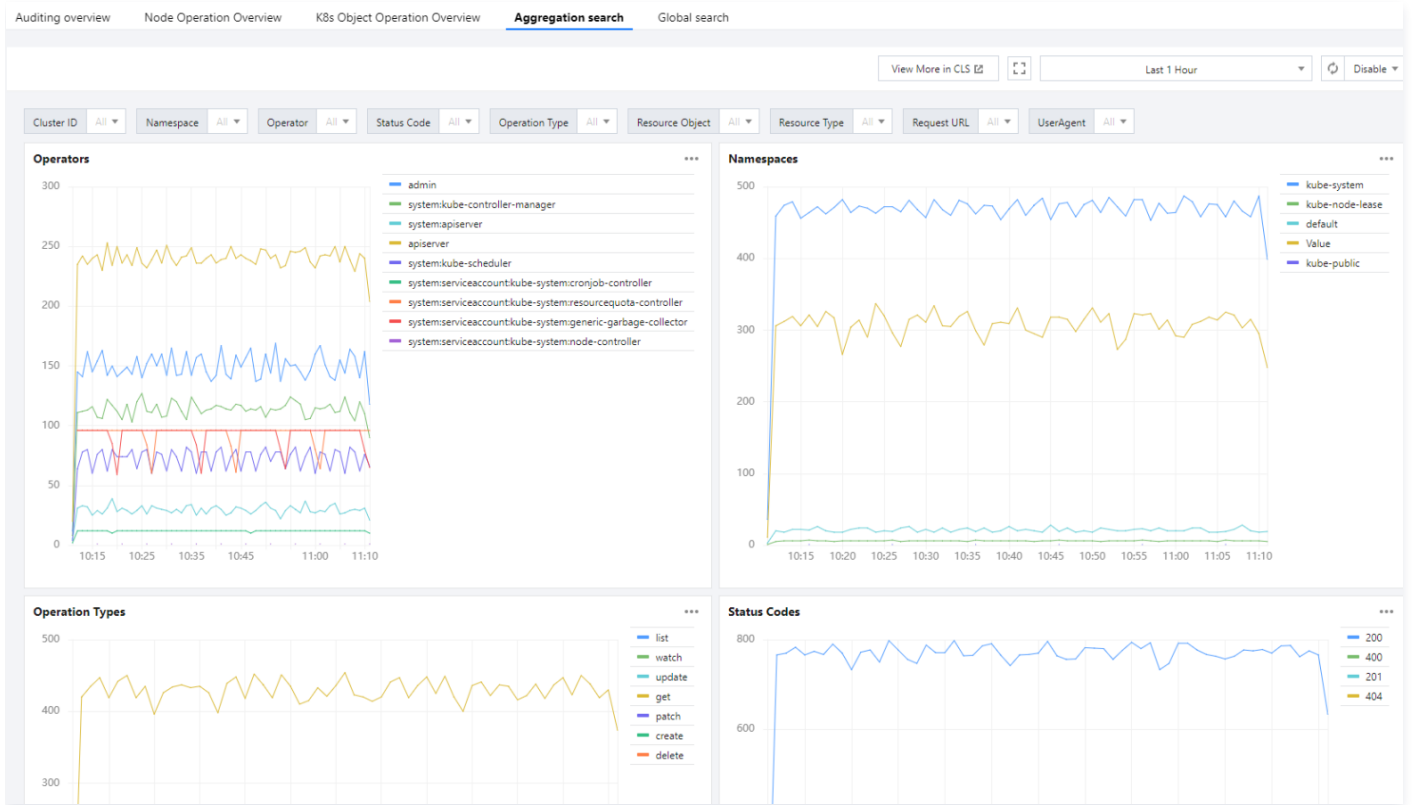 Auditing overview Node Operation Overview K8s Object Operation Overview Aggregation search Global search
View More in CLS Last 1 Hour Disable
Cluster ID All Namespace All Operator All Status Code All Operation Type All Resource Object All Resource Type All Request URL All UserAgent All
Operators
300
250
200
150
100
50
0
10:15 10:25 10:35 10:45 11:00 11:10
admin
system:kube-controller-manager
system:apiserver
apiserver
system:kube-scheduler
system:serviceaccount:kube-system:cronjob-controller
system:serviceaccount:kube-system:resourcequota-controller
system:serviceaccount:kube-system:generic-garbage-collector
system:serviceaccount:kube-system:node-controller
Namespaces
500
400
300
200
100
0
10:15 10:20 10:25 10:30 10:35 10:40 10:45 10:50 10:55 11:00 11:05 11:10
kube-system
kube-node-lease
default
Value
kube-public
Operation Types
500
400
300
list
watch
update
get
patch
create
delete
Status Codes
800
600
200
400
201
404